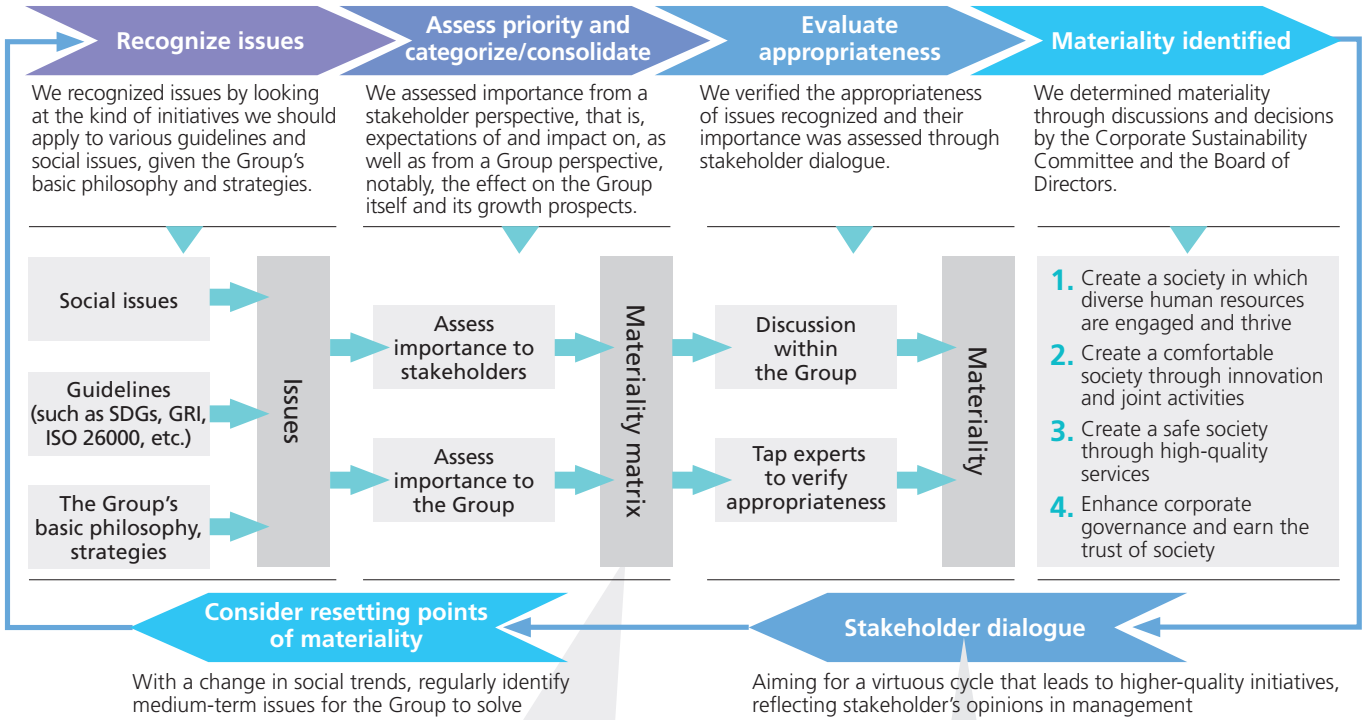 Recognize issues
Assess priority and
categorize/consolidate
Evaluate
appropriateness
Materiality identified
We recognized issues by looking
at the kind of initiatives we should
apply to various guidelines and
social issues, given the Group's
basic philosophy and strategies.
We assessed importance from a
stakeholder perspective, that is,
expectations of and impact on, as
well as from a Group perspective,
notably, the effect on the Group
itself and its growth prospects.
We verified the appropriateness
of issues recognized and their
importance was assessed through
stakeholder dialogue.
We determined materiality
through discussions and decisions
by the Corporate Sustainability
Committee and the Board of
Directors.
Social issues
Guidelines
(such as SDGs, GRI,
ISO 26000, etc.)
The Group's
basic philosophy,
strategies
Issues
Assess
importance to
stakeholders
Assess
importance to
the Group
Materiality matrix
Discussion
within
the Group
Tap experts
to verify
appropriateness
Materiality
1. Create a society in which
diverse human resources
are engaged and thrive
2. Create a comfortable
society through innovation
and joint activities
3. Create a safe society
through high-quality
services
4. Enhance corporate
governance and earn the
trust of society
Consider resetting points
of materiality
With a change in social trends, regularly identify
medium-term issues for the Group to solve
Stakeholder dialogue
Aiming for a virtuous cycle that leads to higher-quality initiatives,
reflecting stakeholder's opinions in management